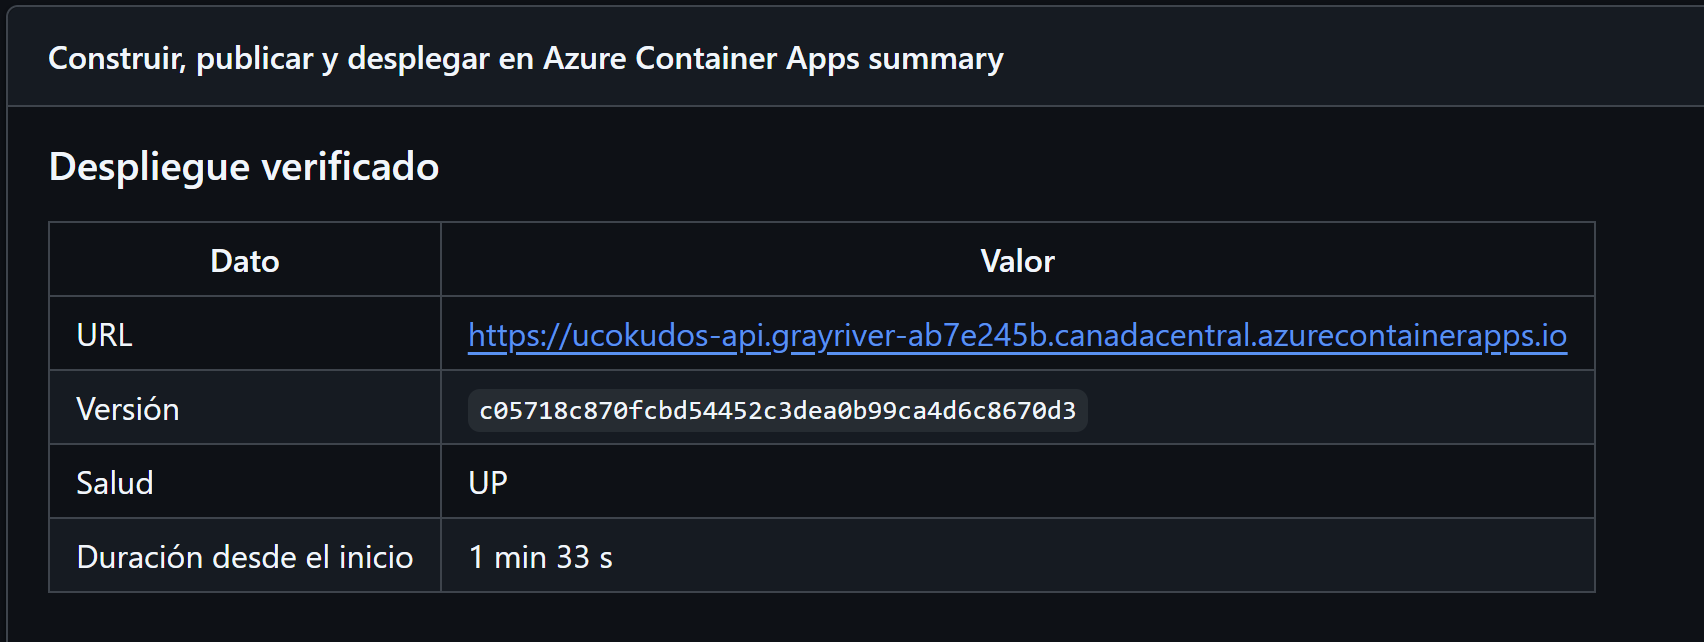 Construir, publicar y desplegar en Azure Container Apps summary
Despliegue verificado
Dato Valor
URL https://ucokudos-api.grayriver-ab7e245b.canadacentral.azurecontainerapps.io
Versión c05718c870fcbd54452c3dea0b99ca4d6c8670d3
Salud UP
Duración desde el inicio 1 min 33 s